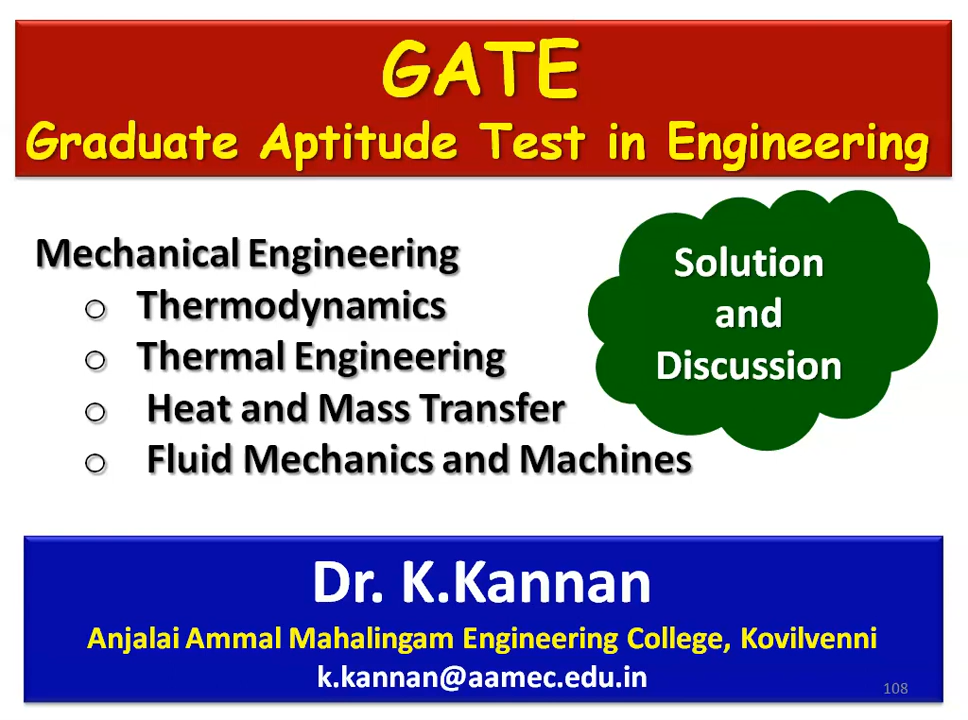 GATE
Graduate Aptitude Test in Engineering
Mechanical Engineering
o Thermodynamics
o Thermal Engineering
o Heat and Mass Transfer
o Fluid Mechanics and Machines
Solution
and
Discussion
Dr. K.Kannan
Anjalai Ammal Mahalingam Engineering College, Kovilvenni
k.kannan@aamec.edu.in
108